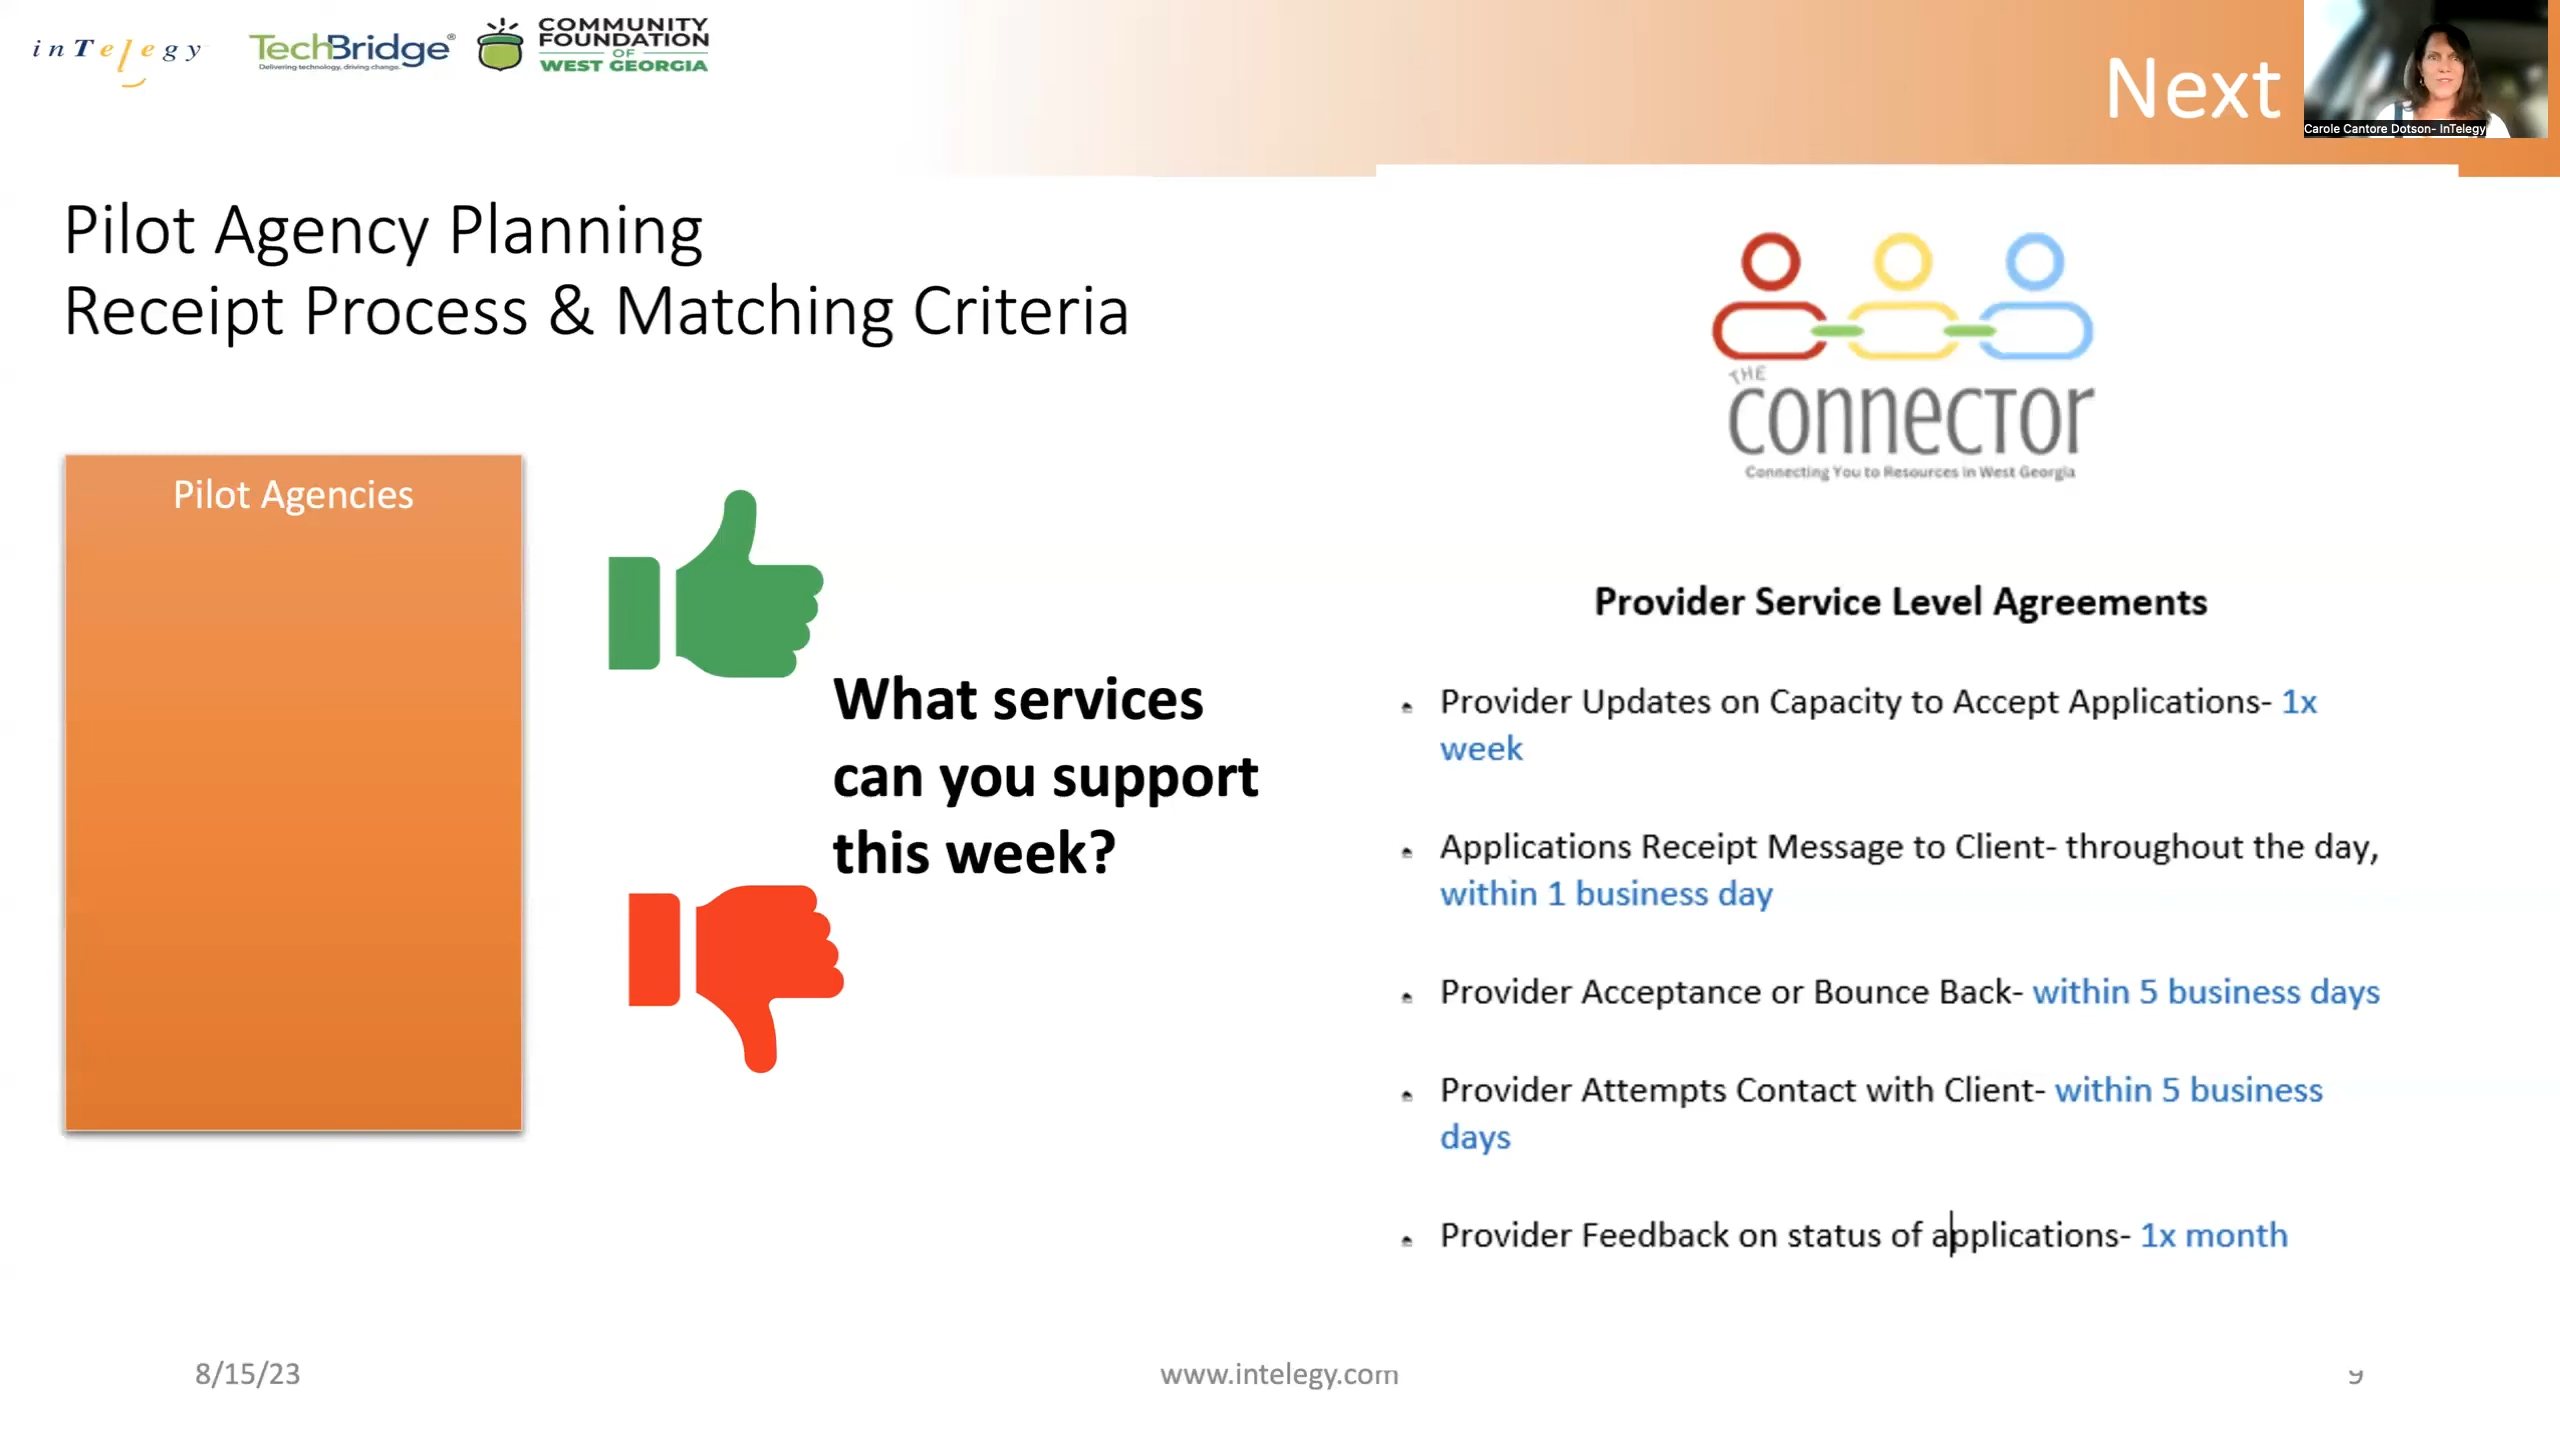 inTelegy
TechBridge®
Delivering technology, driving change.
COMMUNITY
FOUNDATION
OF
WEST GEORGIA
Next
Carole Cantore Dotson- InTelegy
Pilot Agency Planning
Receipt Process & Matching Criteria
Pilot Agencies
What services
can you support
this week?
THE
CONNECTOR
Connecting You to Resources in West Georgia
Provider Service Level Agreements
Provider Updates on Capacity to Accept Applications- 1x
week
Applications Receipt Message to Client- throughout the day,
within 1 business day
Provider Acceptance or Bounce Back- within 5 business days
Provider Attempts Contact with Client- within 5 business
days
Provider Feedback on status of applications- 1x month
8/15/23
www.intelegy.com
9